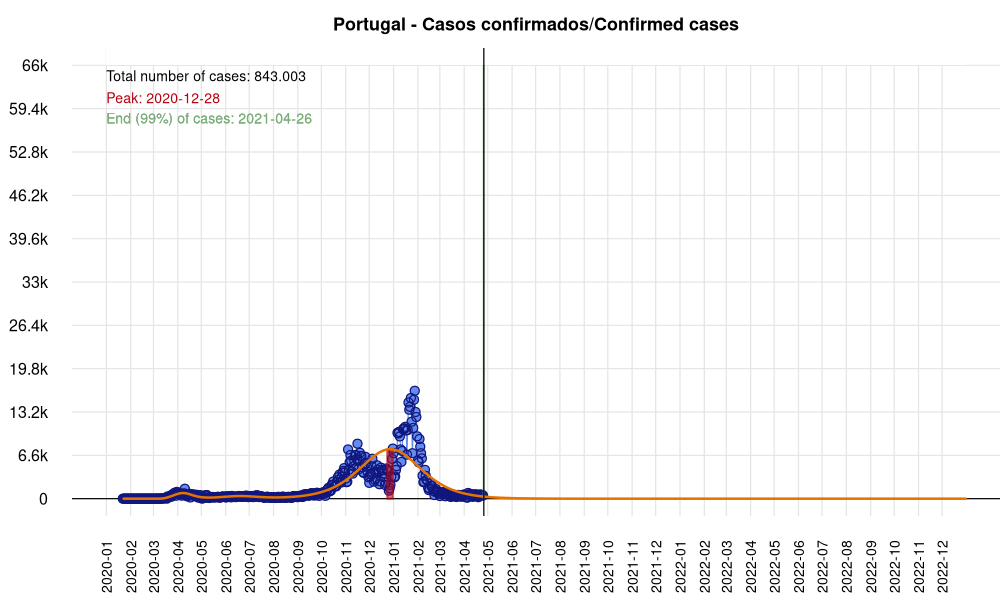 Portugal - Casos confirmados/Confirmed cases
Total number of cases: 843.003
Peak: 2020-12-28
End (99%) of cases: 2021-04-26
66k
59.4k
52.8k
46.2k
39.6k
33k
26.4k
19.8k
13.2k
6.6k
0
2020-01
2020-02
2020-03
2020-04
2020-05
2020-06
2020-07
2020-08
2020-09
2020-10
2020-11
2020-12
2021-01
2021-02
2021-03
2021-04
2021-05
2021-06
2021-07
2021-08
2021-09
2021-10
2021-11
2021-12
2022-01
2022-02
2022-03
2022-04
2022-05
2022-06
2022-07
2022-08
2022-09
2022-10
2022-11
2022-12